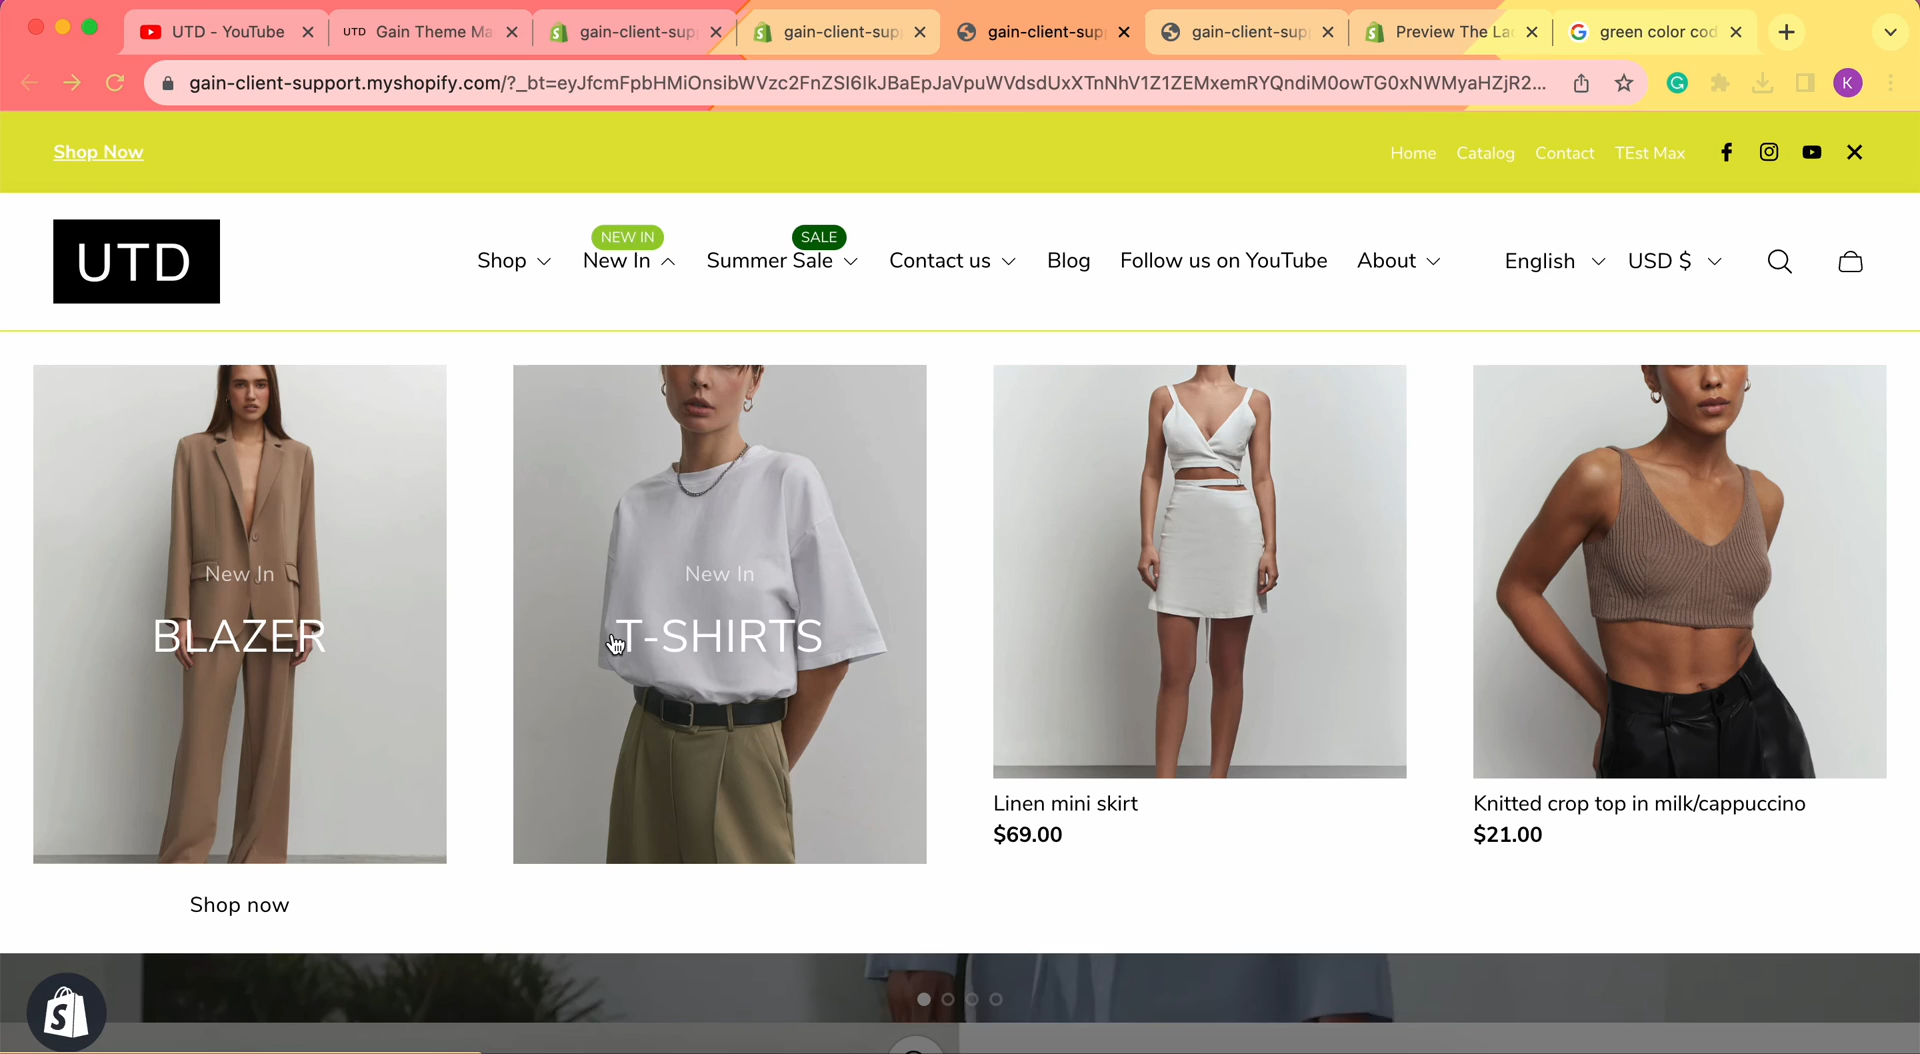 UTD - YouTube
UTD Gain Theme Ma
gain-client-sup
gain-client-sup
gain-client-sup
gain-client-sup
Preview The La
green color cod
gain-client-support.myshopify.com/?_bt=eyJfcmFpbHMiOnsibWVzc2FnZSI6IkJBaEpJaVpuWVdsdUxXTnNhV1Z1ZEMxemRYQndiM0owTG0xNWMyaHZjR2...
K
Shop Now
Home Catalog Contact TEst Max
UTD
NEW IN
SALE
Shop New In Summer Sale Contact us Blog Follow us on YouTube About English USD $
New In
BLAZER
Shop now
New In
T-SHIRTS
Linen mini skirt
$69.00
Knitted crop top in milk/cappuccino
$21.00